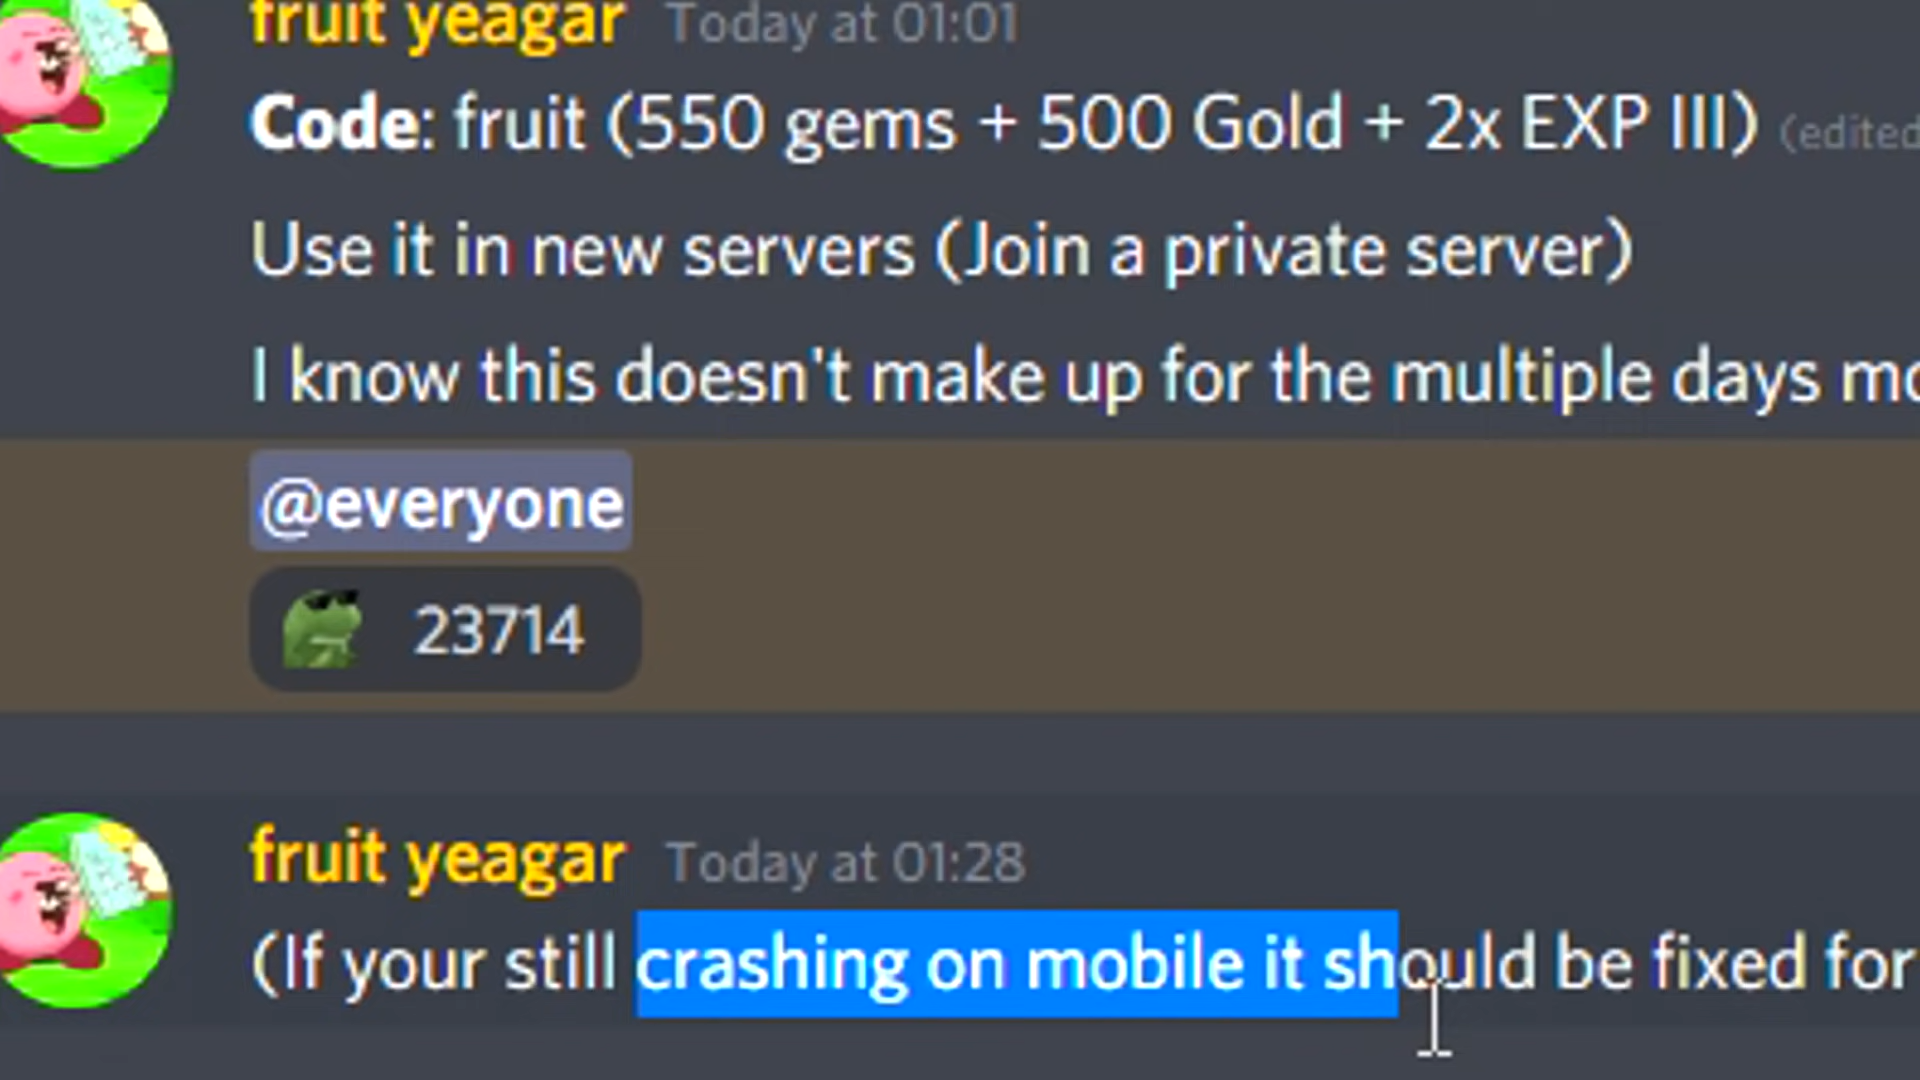 fruit yeagar Today at 01:01
Code: fruit (550 gems + 500 Gold + 2x EXP III) (edited
Use it in new servers (Join a private server)
I know this doesn't make up for the multiple days mo
@everyone
23714
fruit yeagar Today at 01:28
(If your still crashing on mobile it should be fixed for